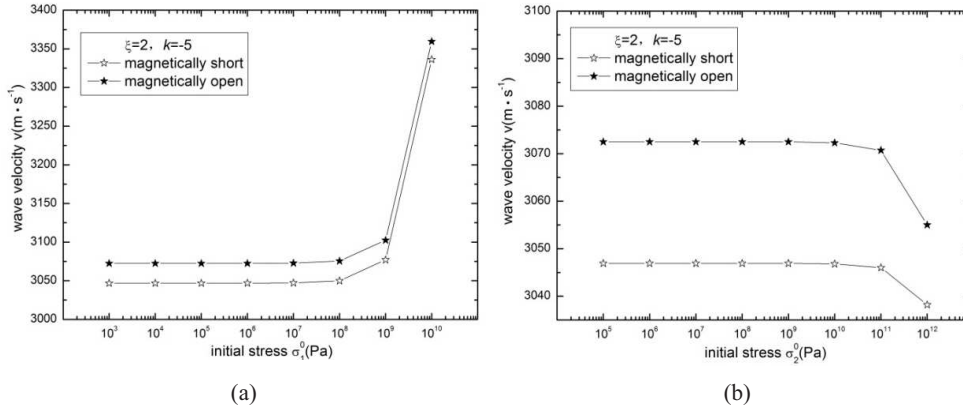 3400
3350
3300
3250
3200
3150
3100
3050
3000
wave velocity v(m • s⁻¹)
ξ=2，k=-5
magnetically short
magnetically open
10³ 10⁴ 10⁵ 10⁶ 10⁷ 10⁸ 10⁹ 10¹⁰
initial stress σ₁⁰(Pa)
(a)
3100
3090
3080
3070
3060
3050
3040
wave velocity v(m • s⁻¹)
ξ=2，k=-5
magnetically short
magnetically open
10⁵ 10⁶ 10⁷ 10⁸ 10⁹ 10¹⁰ 10¹¹ 10¹²
initial stress σ₂⁰(Pa)
(b)